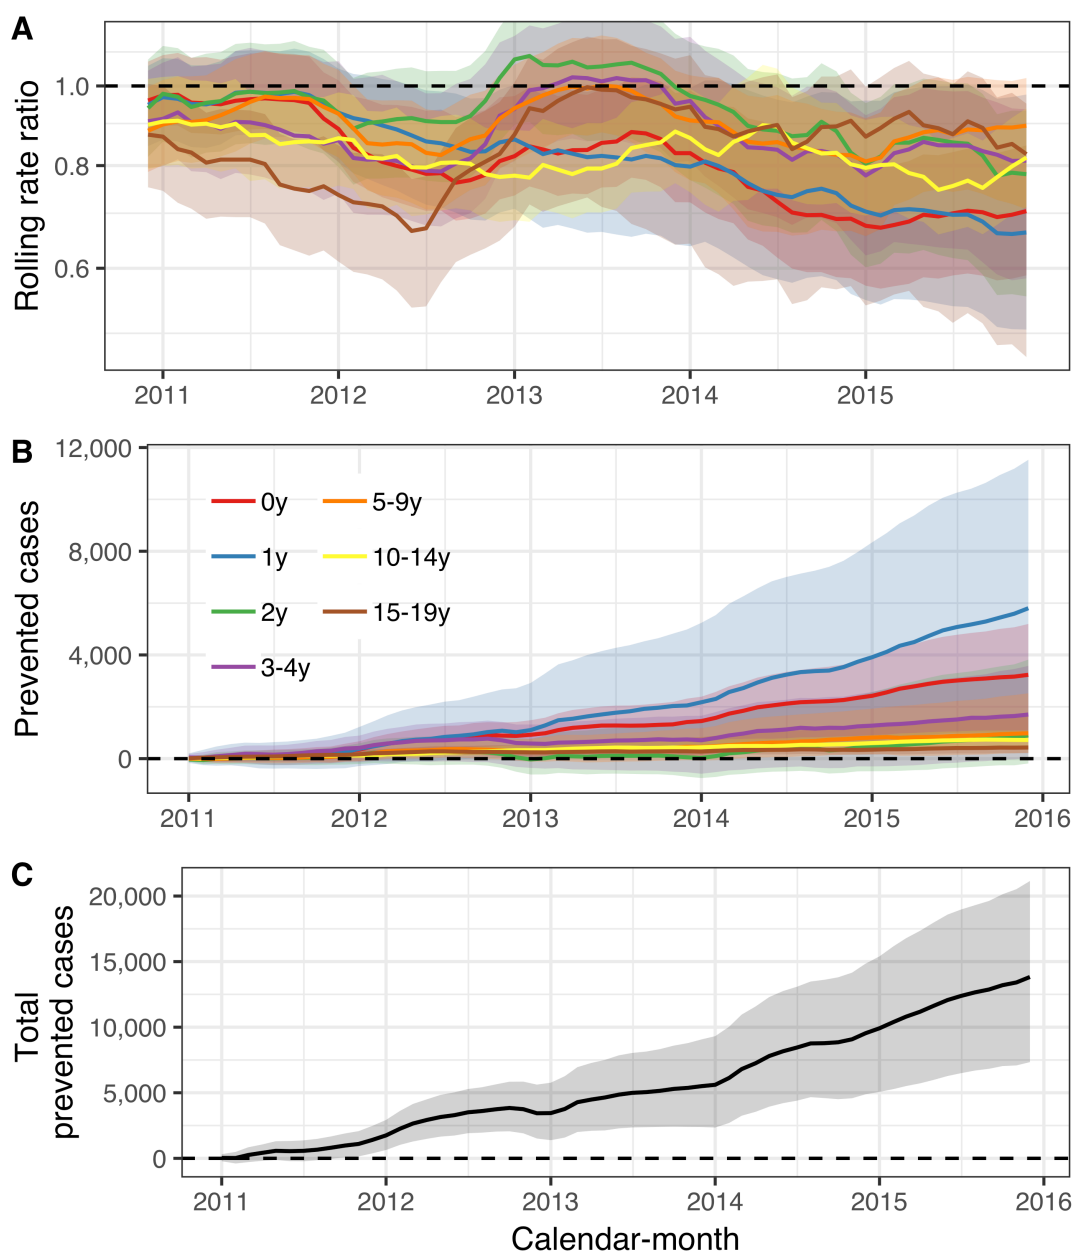 A
Rolling rate ratio
1.0
0.8
0.6
2011 2012 2013 2014 2015
B
Prevented cases
12,000
8,000
4,000
0
0y 5-9y
1y 10-14y
2y 15-19y
3-4y
2011 2012 2013 2014 2015 2016
C
Total
prevented cases
20,000
15,000
10,000
5,000
0
2011 2012 2013 2014 2015 2016
Calendar-month